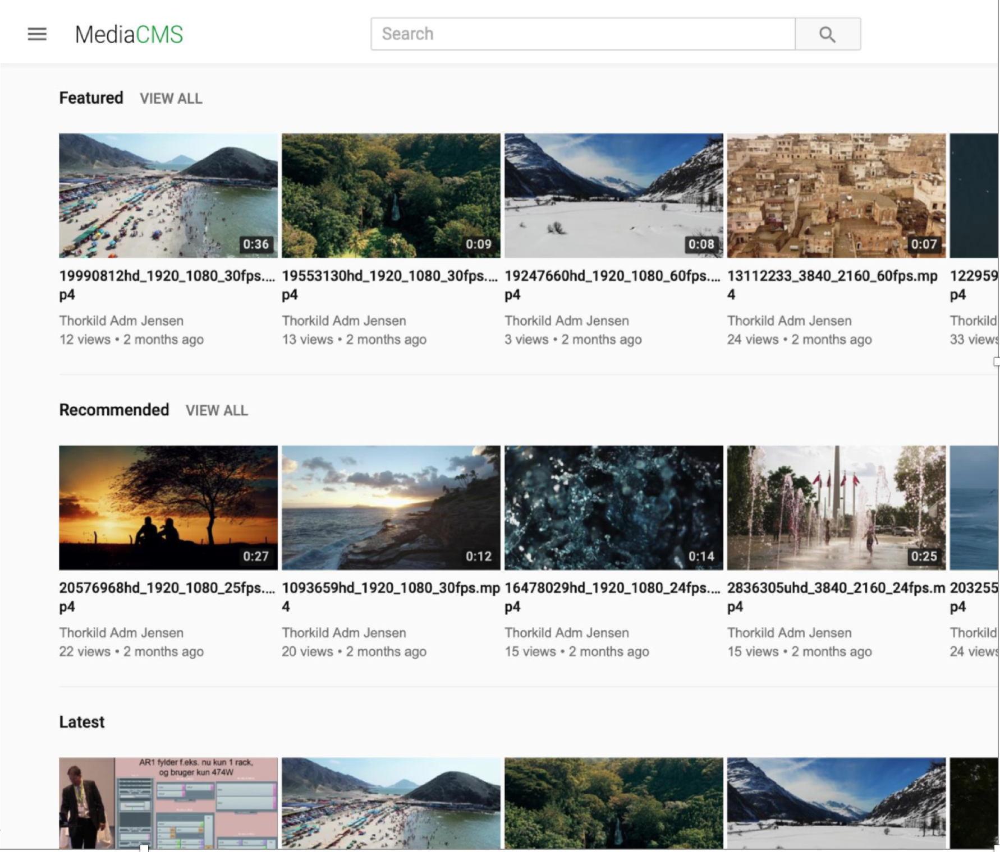 MediaCMS
Search
Featured VIEW ALL
0:36
0:09
0:08
0:07
19990812hd_1920_1080_30fps....
p4
19553130hd_1920_1080_30fps....
p4
19247660hd_1920_1080_60fps....
p4
13112233_3840_2160_60fps.mp
4
122959
p4
Thorkild Adm Jensen
12 views • 2 months ago
Thorkild Adm Jensen
13 views • 2 months ago
Thorkild Adm Jensen
3 views • 2 months ago
Thorkild Adm Jensen
24 views • 2 months ago
Thorkild
33 views
Recommended VIEW ALL
0:27
0:12
0:14
0:25
20576968hd_1920_1080_25fps....
p4
1093659hd_1920_1080_30fps.mp
4
16478029hd_1920_1080_24fps....
p4
2836305uhd_3840_2160_24fps.m
p4
203255
p4
Thorkild Adm Jensen
22 views • 2 months ago
Thorkild Adm Jensen
20 views • 2 months ago
Thorkild Adm Jensen
15 views • 2 months ago
Thorkild Adm Jensen
15 views • 2 months ago
Thorkild
24 views
Latest
AR1 fylder f.eks. nu kun 1 rack,
og bruger kun 474W